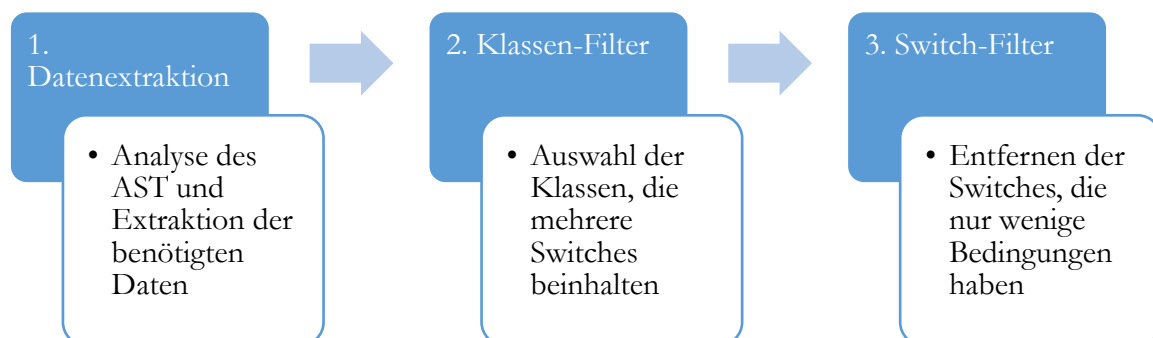 1.
Datenextraktion
• Analyse des
AST und
Extraktion der
benötigten
Daten
2. Klassen-Filter
• Auswahl der
Klassen, die
mehrere
Switches
beinhalten
3. Switch-Filter
• Entfernen der
Switches, die
nur wenige
Bedingungen
haben